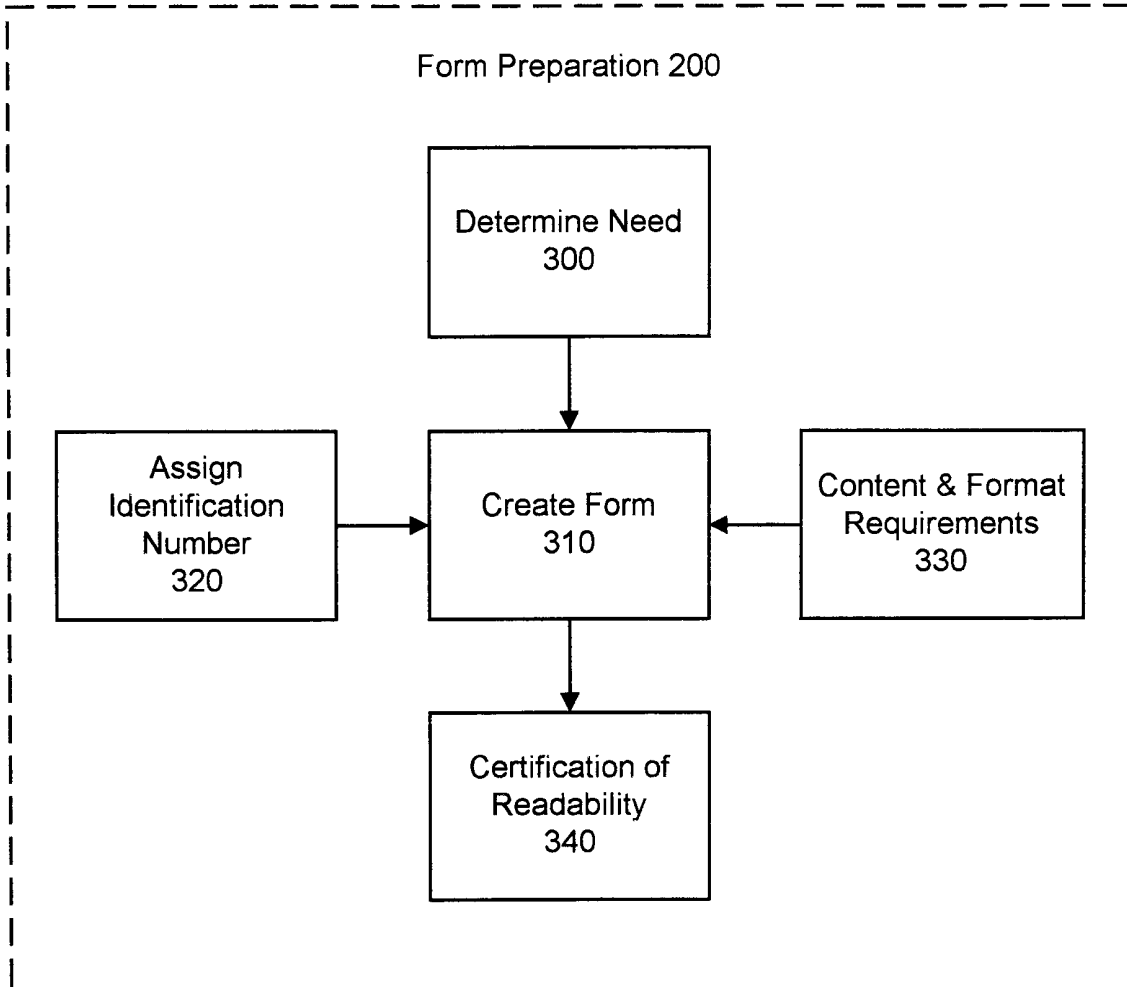 Form Preparation 200
Determine Need
300
Assign
Identification
Number
320
Create Form
310
Content & Format
Requirements
330
Certification of
Readability
340